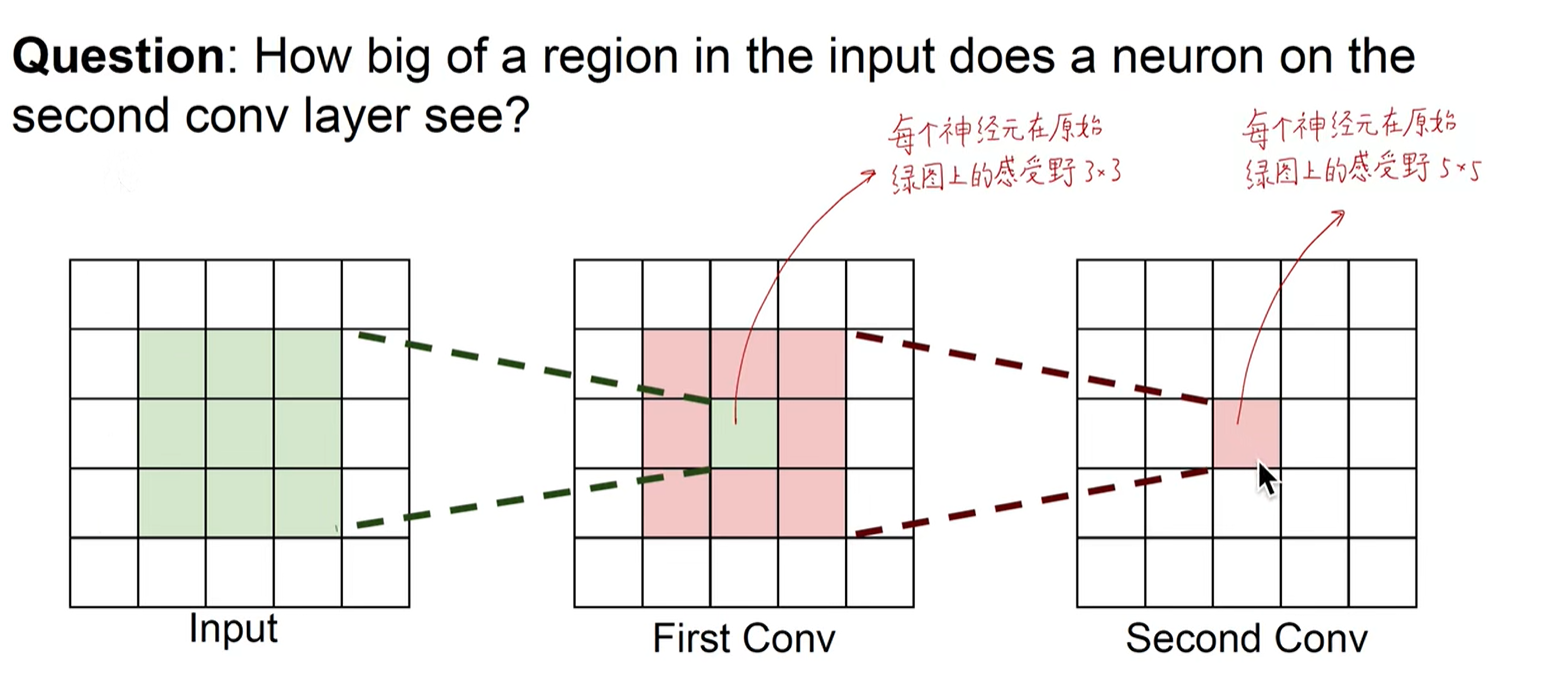 Question: How big of a region in the input does a neuron on the
second conv layer see?
每个神经元在原始
绿图上的感受野 3×3
每个神经元在原始
绿图上的感受野 5×5
Input
First Conv
Second Conv